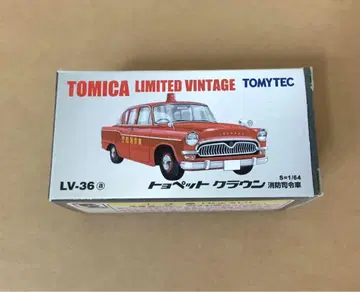 TOMICA LIMITED VINTAGE TOMYTEC
LV-36 ⓐ トヨペット クラウン S=1/64 消防司令車